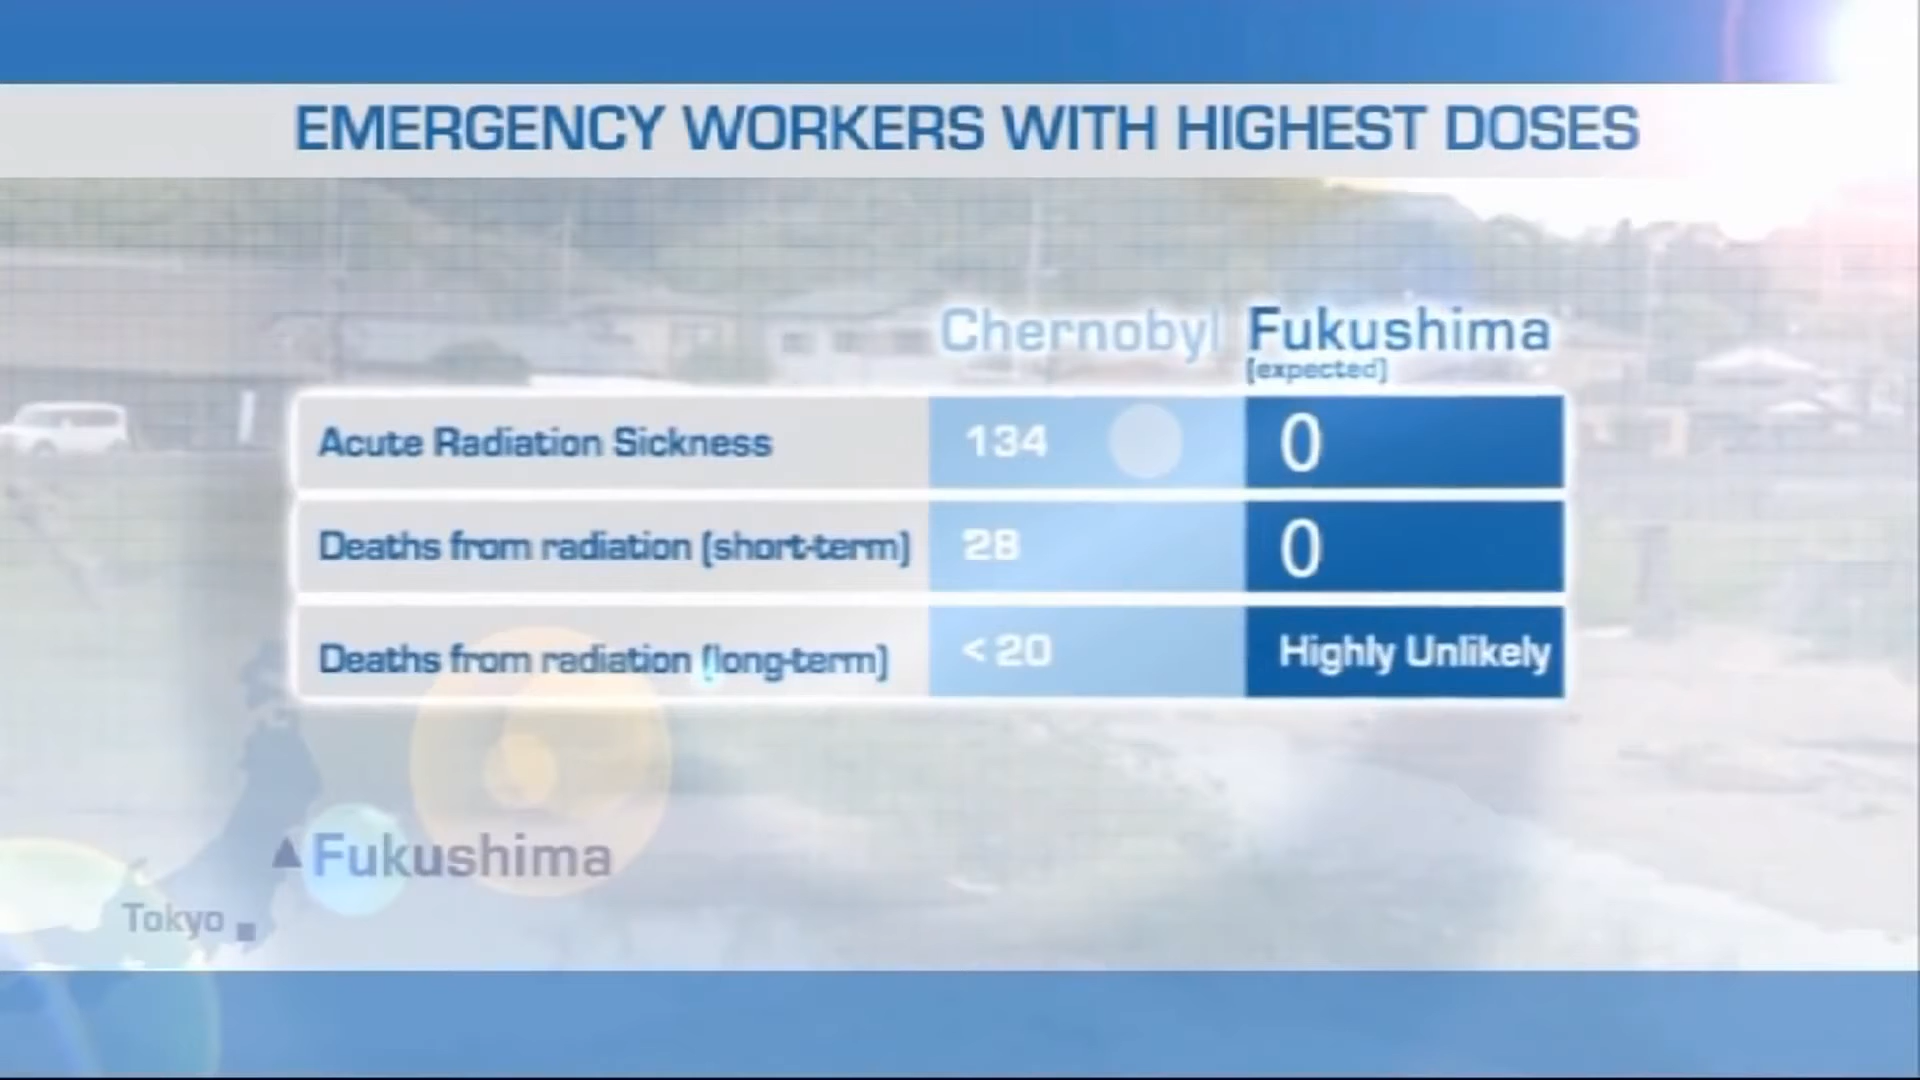 EMERGENCY WORKERS WITH HIGHEST DOSES
Chernobyl Fukushima
(expected)
Acute Radiation Sickness 134 0
Deaths from radiation (short-term) 28 0
Deaths from radiation (long-term) < 20 Highly Unlikely
Fukushima
Tokyo